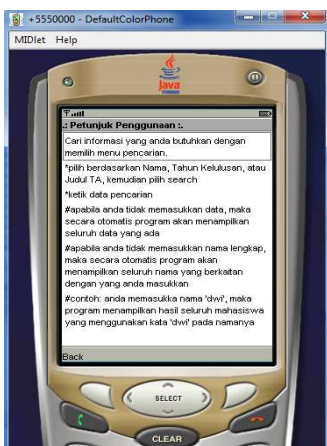 +5550000 - DefaultColorPhone
MIDlet Help
Java
.: Petunjuk Penggunaan :.
Cari informasi yang anda butuhkan dengan
memilih menu pencarian.
*pilih berdasarkan Nama, Tahun Kelulusan, atau
Judul TA, kemudian pilih search
*ketik data pencarian
#apabila anda tidak memasukkan data, maka
secara otomatis program akan menampilkan
seluruh data yang ada
#apabila anda tidak memasukkan nama lengkap,
maka secara otomatis program akan
menampilkan seluruh nama yang berkaitan
dengan yang anda masukkan
#contoh: anda memasukka nama 'dwi', maka
program menampilkan hasil seluruh mahasiswa
yang menggunakan kata 'dwi' pada namanya
Back
SELECT
CLEAR